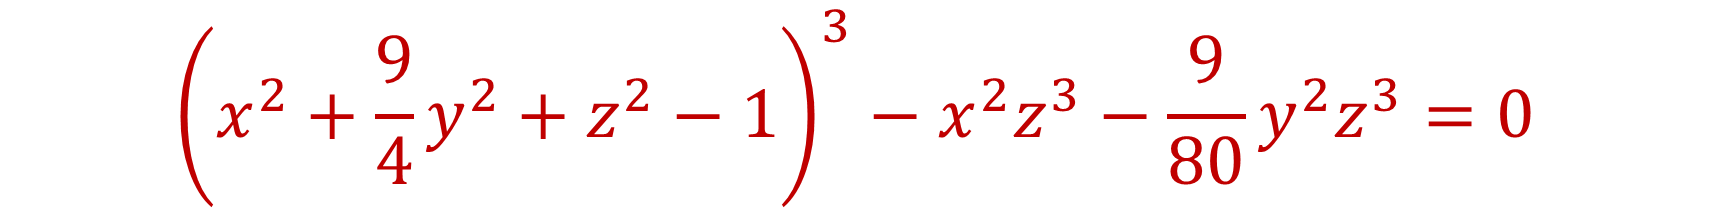 (x² + 9/4 y² + z² − 1)³ − x²z³ − 9/80 y²z³ = 0